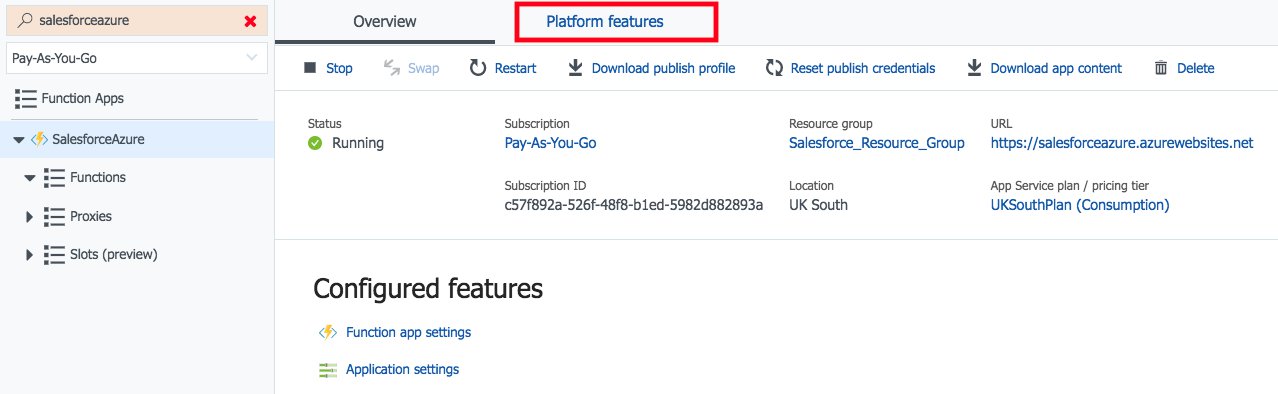 salesforceazure
Pay-As-You-Go
Function Apps
SalesforceAzure
Functions
Proxies
Slots (preview)
Overview Platform features
Stop Swap Restart Download publish profile Reset publish credentials Download app content Delete
Status Subscription Resource group URL
Running Pay-As-You-Go Salesforce_Resource_Group https://salesforceazure.azurewebsites.net
Subscription ID Location App Service plan / pricing tier
c57f892a-526f-48f8-b1ed-5982d882893a UK South UKSouthPlan (Consumption)
Configured features
Function app settings
Application settings